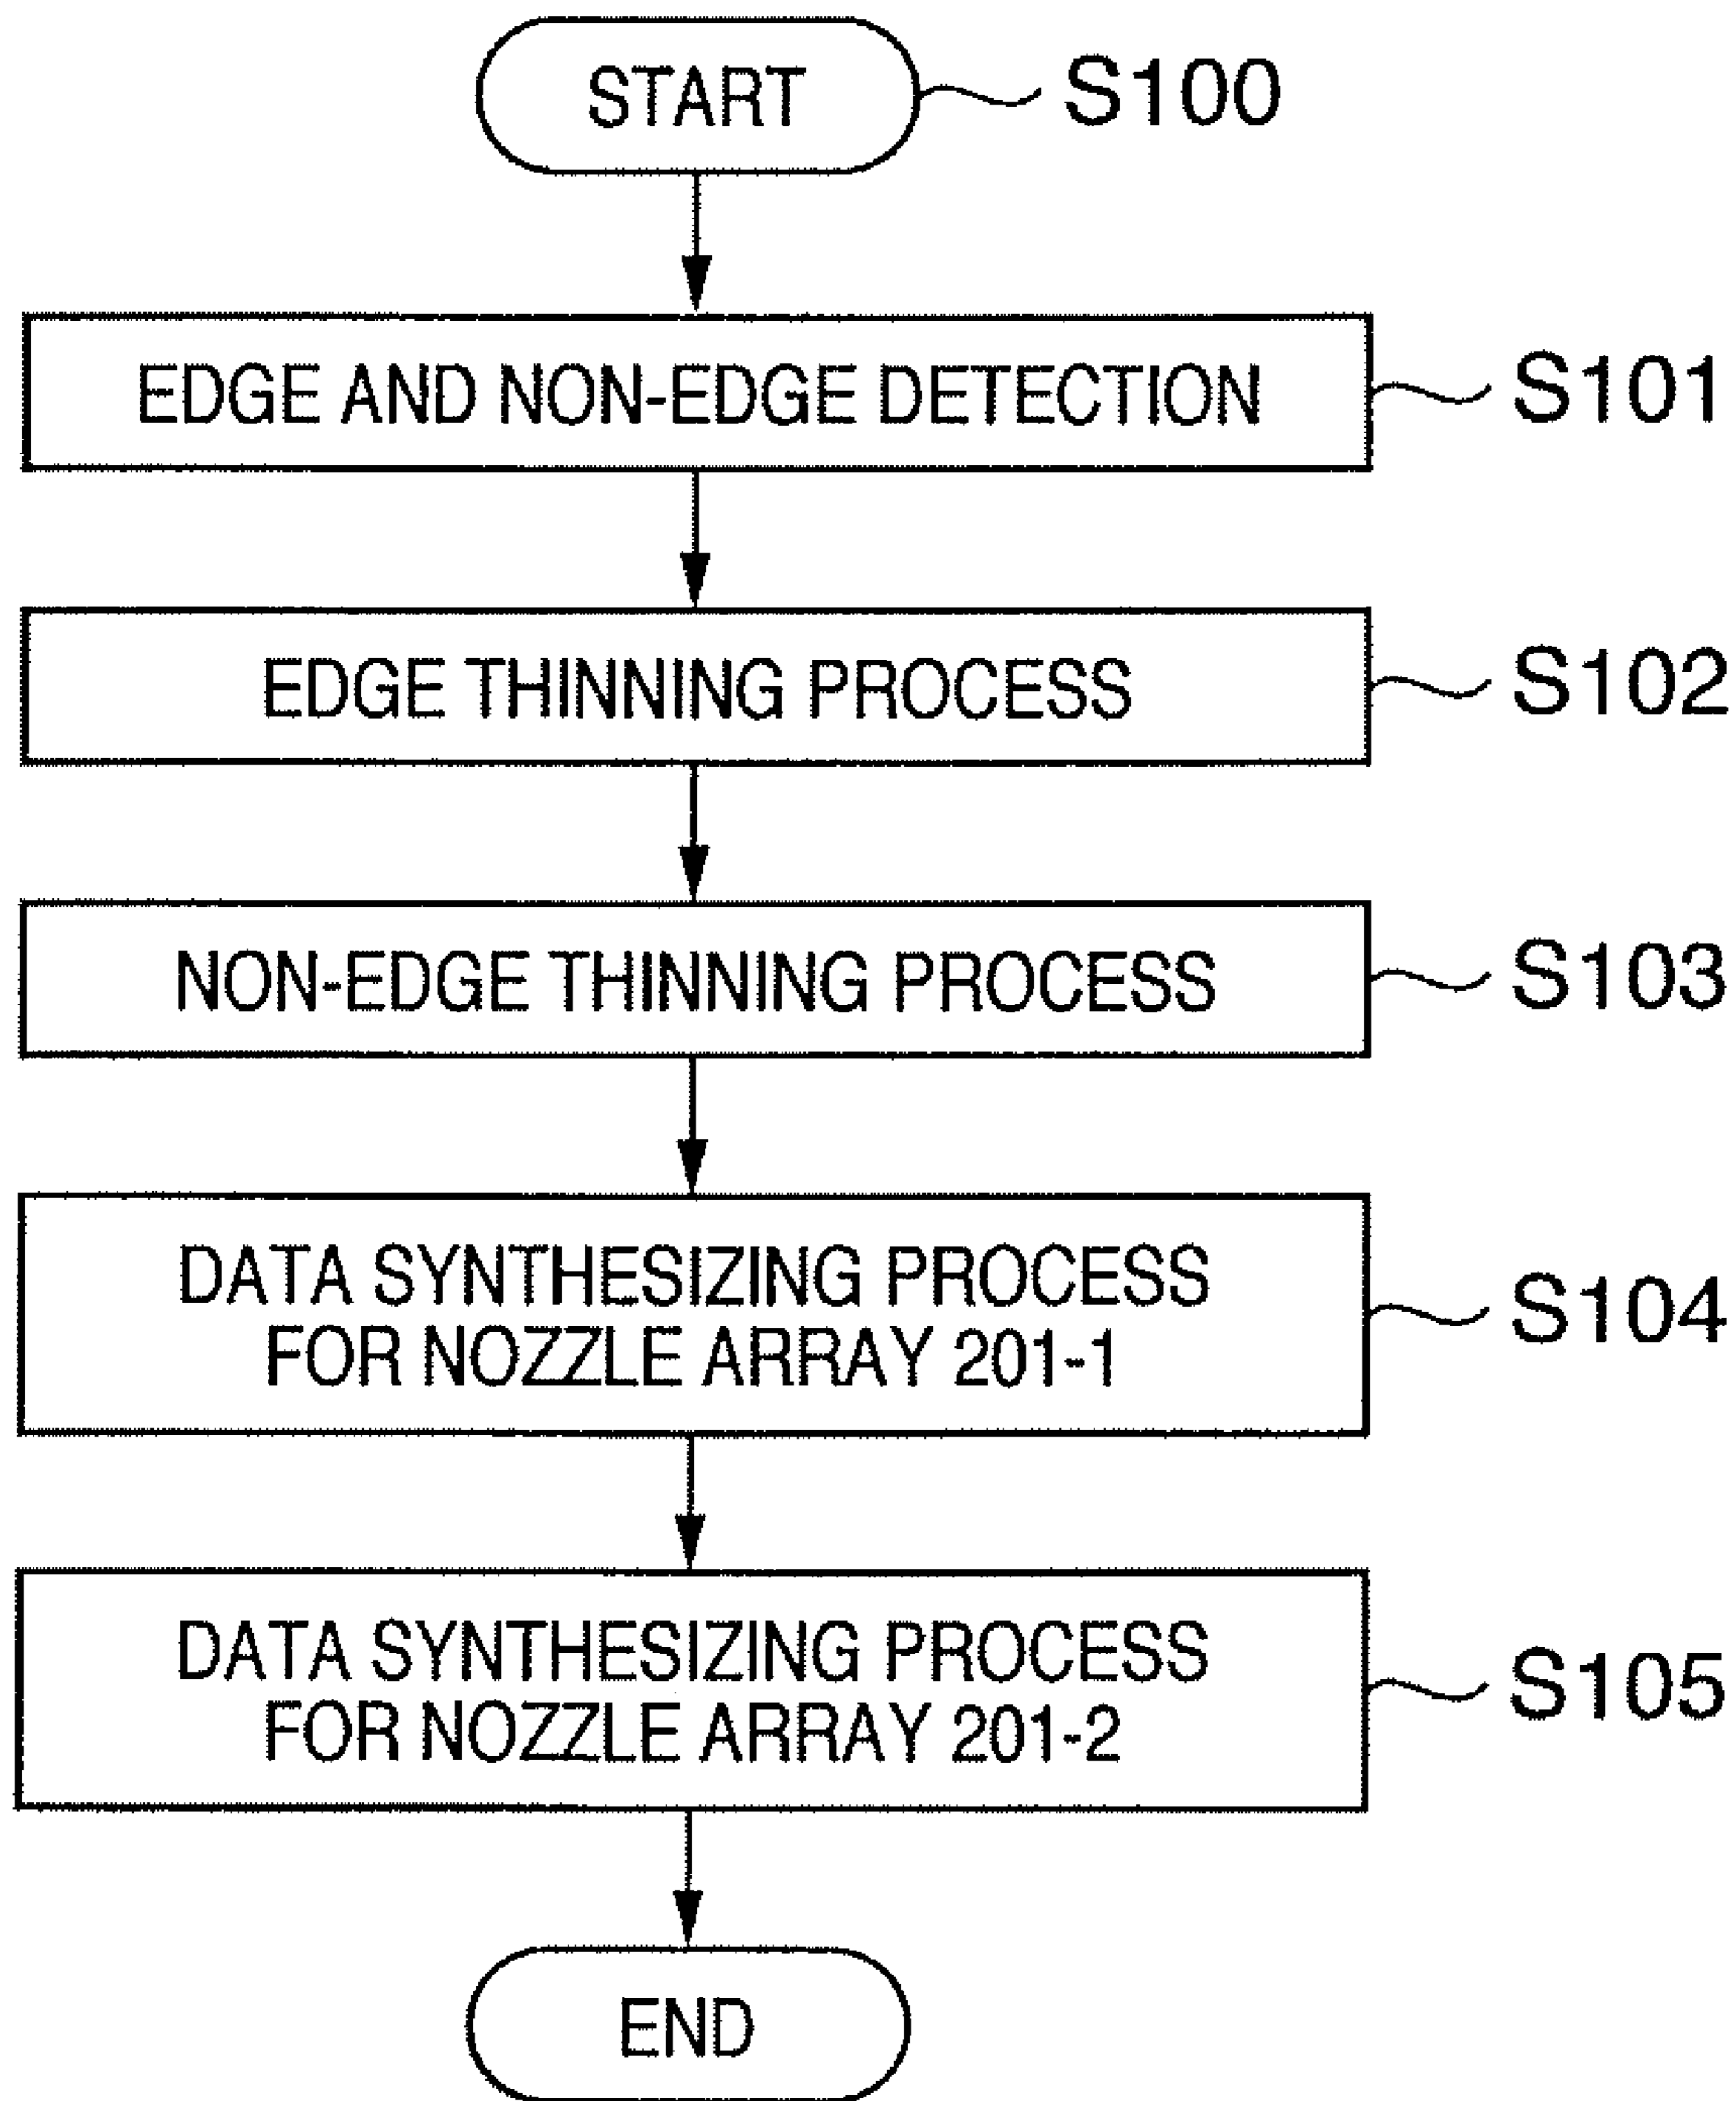 START
S100
EDGE AND NON-EDGE DETECTION
S101
EDGE THINNING PROCESS
S102
NON-EDGE THINNING PROCESS
S103
DATA SYNTHESIZING PROCESS
FOR NOZZLE ARRAY 201-1
S104
DATA SYNTHESIZING PROCESS
FOR NOZZLE ARRAY 201-2
S105
END